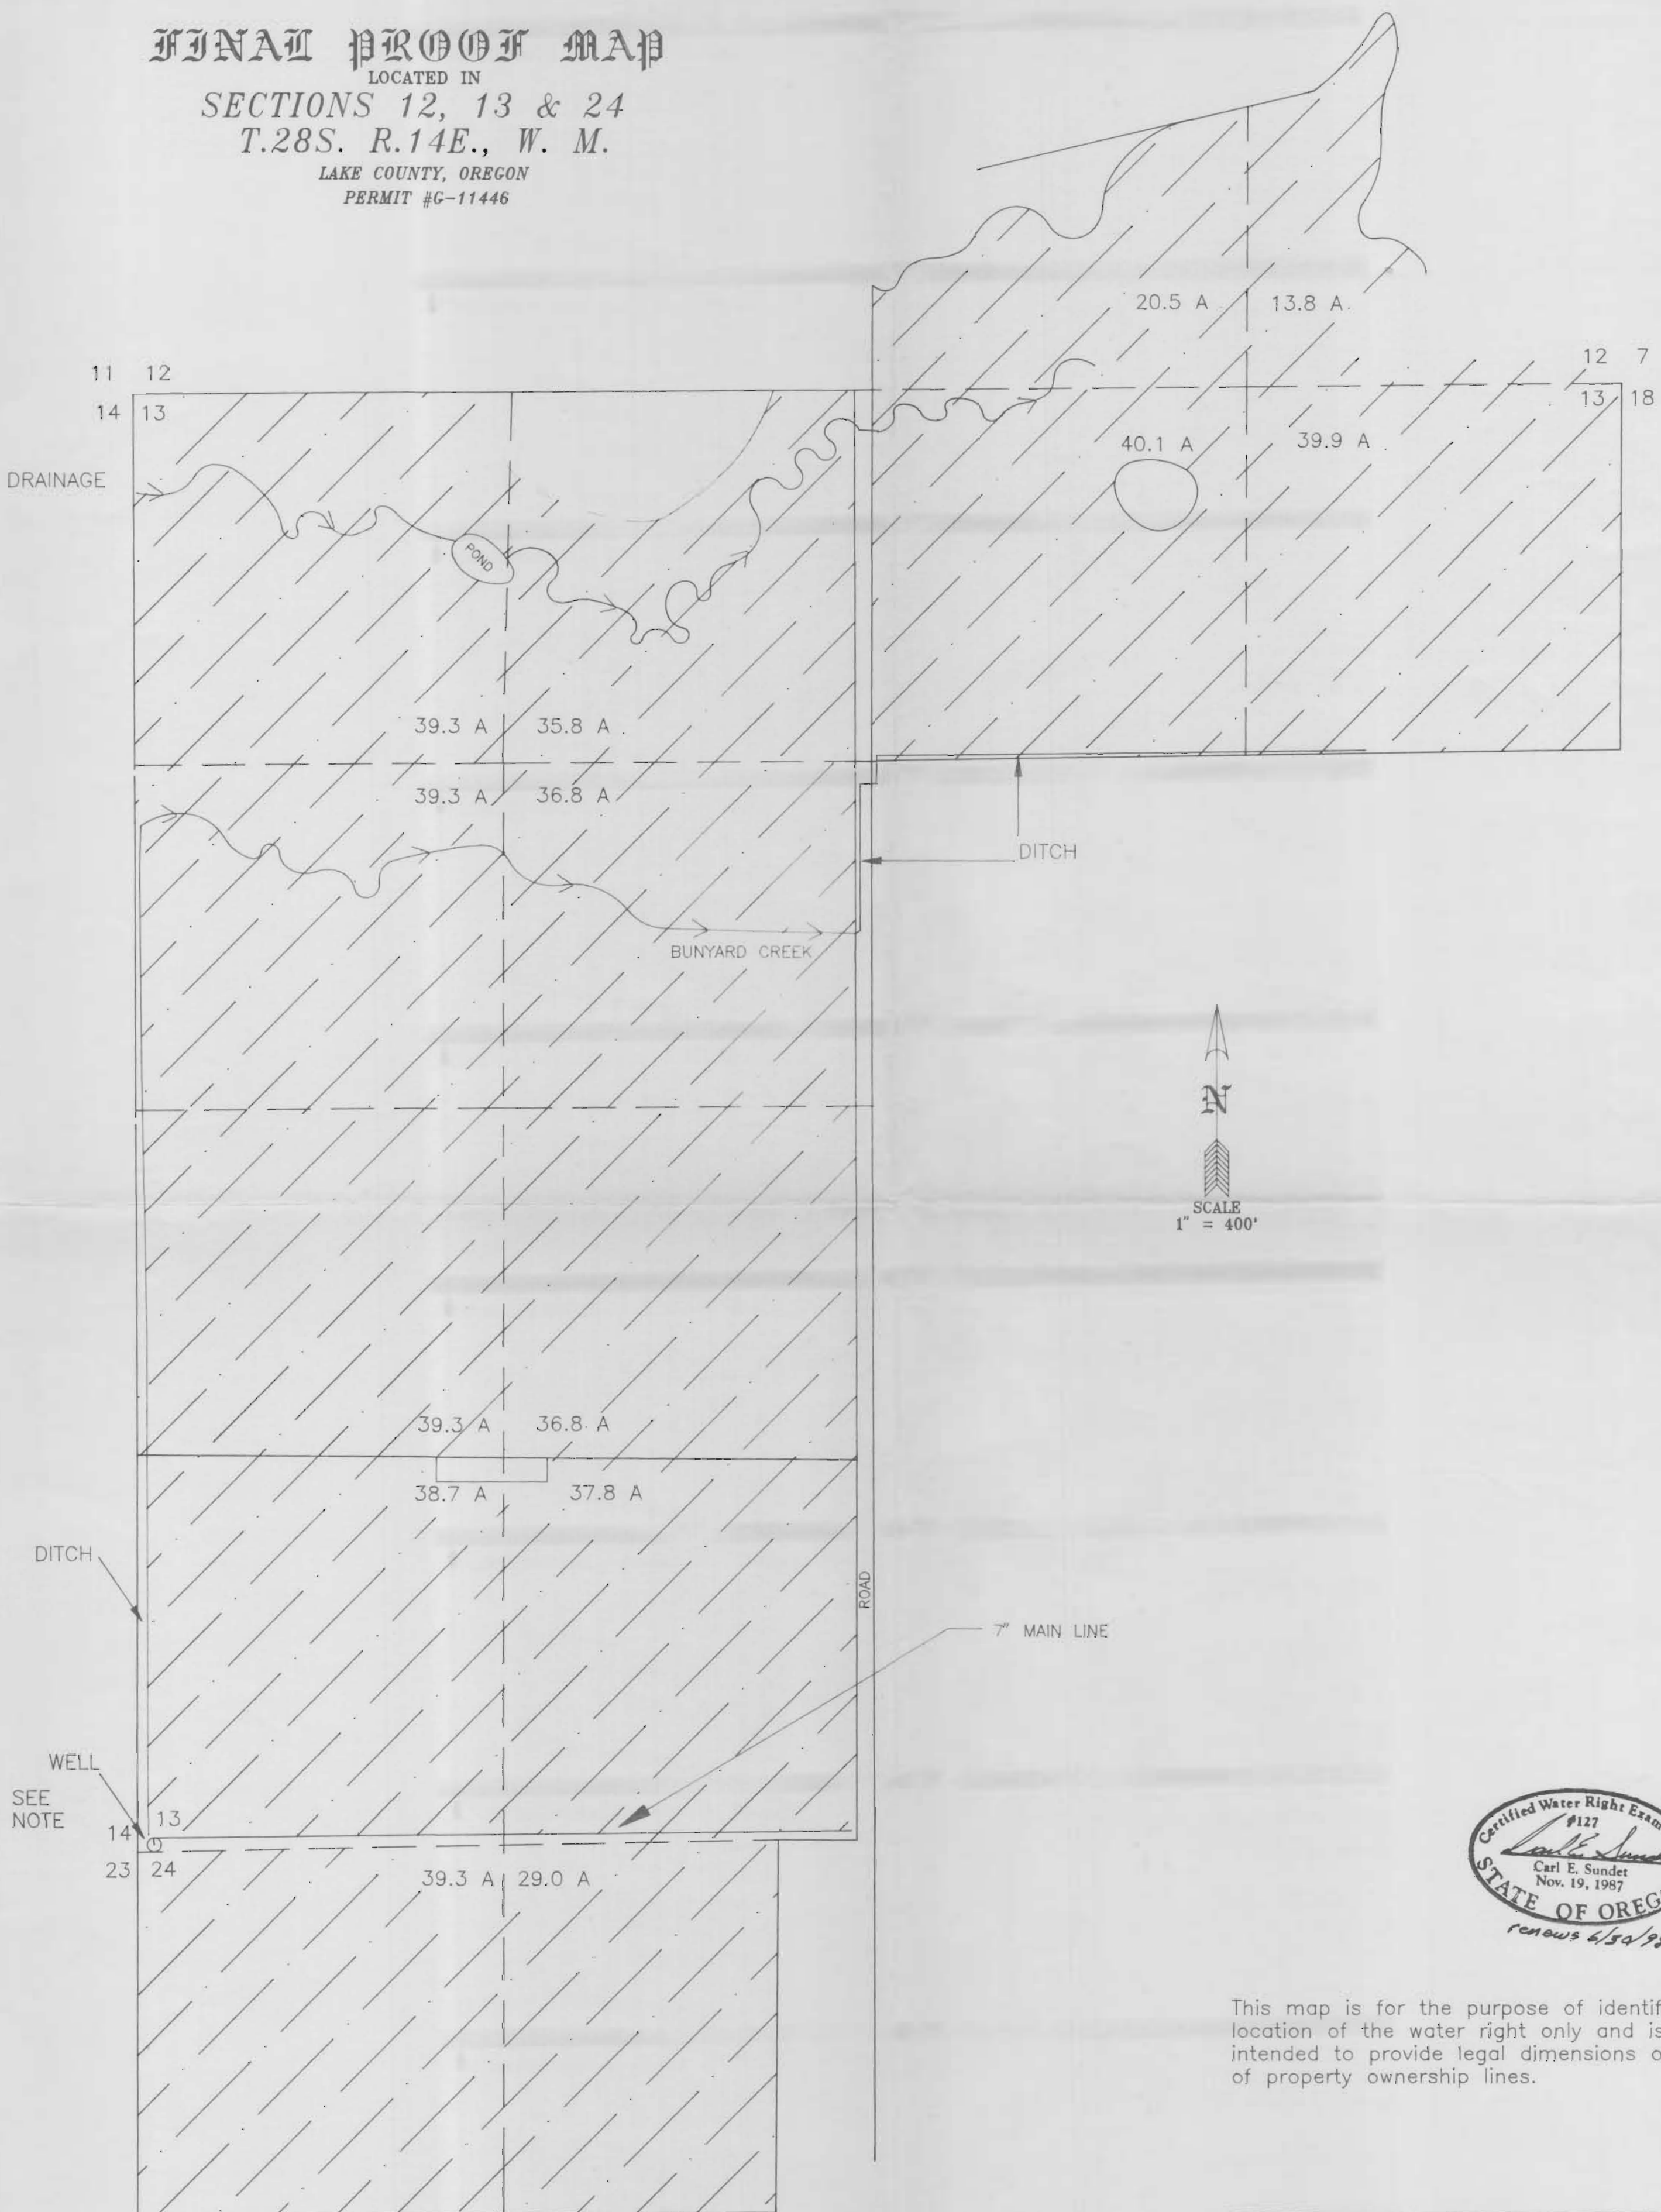 FINAL PROOF MAP
LOCATED IN
SECTIONS 12, 13 & 24
T.28S. R.14E., W. M.
LAKE COUNTY, OREGON
PERMIT #G-11446
20.5 A 13.8 A.
11 12
12 7
14 13
13 18
40.1 A 39.9 A
DRAINAGE
POND
39.3 A 35.8 A
39.3 A 36.8 A
DITCH
BUNYARD CREEK
N
SCALE
1" = 400'
39.3 A 36.8 A
38.7 A 37.8 A
DITCH
ROAD
7" MAIN LINE
WELL
SEE
NOTE
14 13
23 24
39.3 A 29.0 A
Certified Water Right
#127
Carl E. Sundet
Nov. 19, 1987
STATE OF
renews 6/30/9
This map is for the purpose of
location of the water right only and is
intended to provide legal dimensions
of property ownership lines.